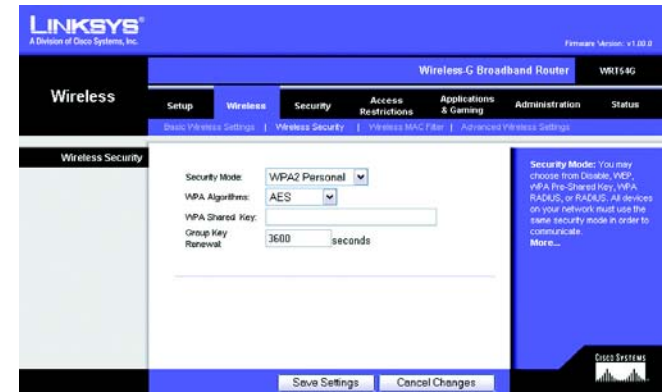 LINKSYS®
A Division of Cisco Systems, Inc.
Firmware Version: v1.00.0
Wireless-G Broadband Router
WRT54G
Wireless
Setup
Wireless
Security
Access Restrictions
Applications & Gaming
Administration
Status
Basic Wireless Settings | Wireless Security | Wireless MAC Filter | Advanced Wireless Settings
Wireless Security
Security Mode: WPA2 Personal
WPA Algorithms: AES
WPA Shared Key:
Group Key Renewal: 3600 seconds
Security Mode: You may
choose from Disable, WEP,
WPA Pre-Shared Key, WPA
RADIUS, or RADIUS. All devices
on your network must use the
same security mode in order to
communicate.
More...
Save Settings
Cancel Changes
CISCO SYSTEMS